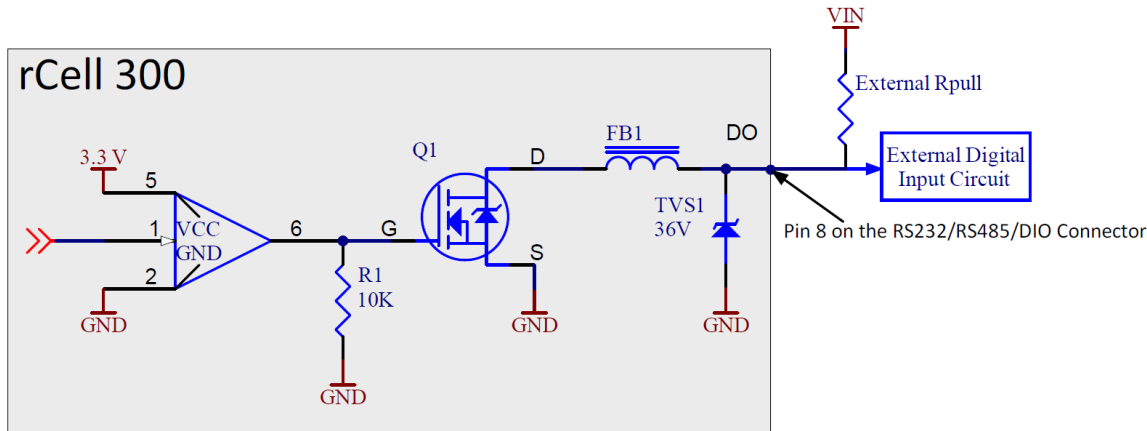 VIN
rCell 300
External Rpull
3.3 V
Q1
FB1
DO
D
External Digital
Input Circuit
5
VCC
GND
1
6
G
TVS1
36V
Pin 8 on the RS232/RS485/DIO Connector
2
S
R1
10K
GND
GND
GND
GND